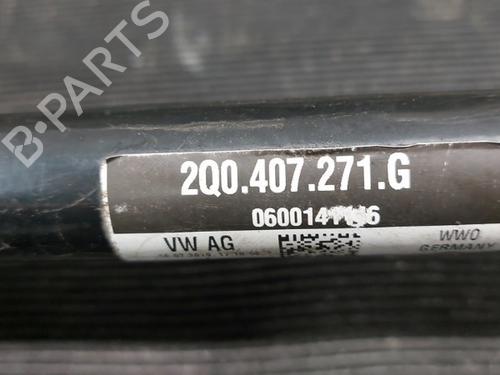 B-PARTS
2Q0.407.271.G
VW AG
WWO
GERMANY